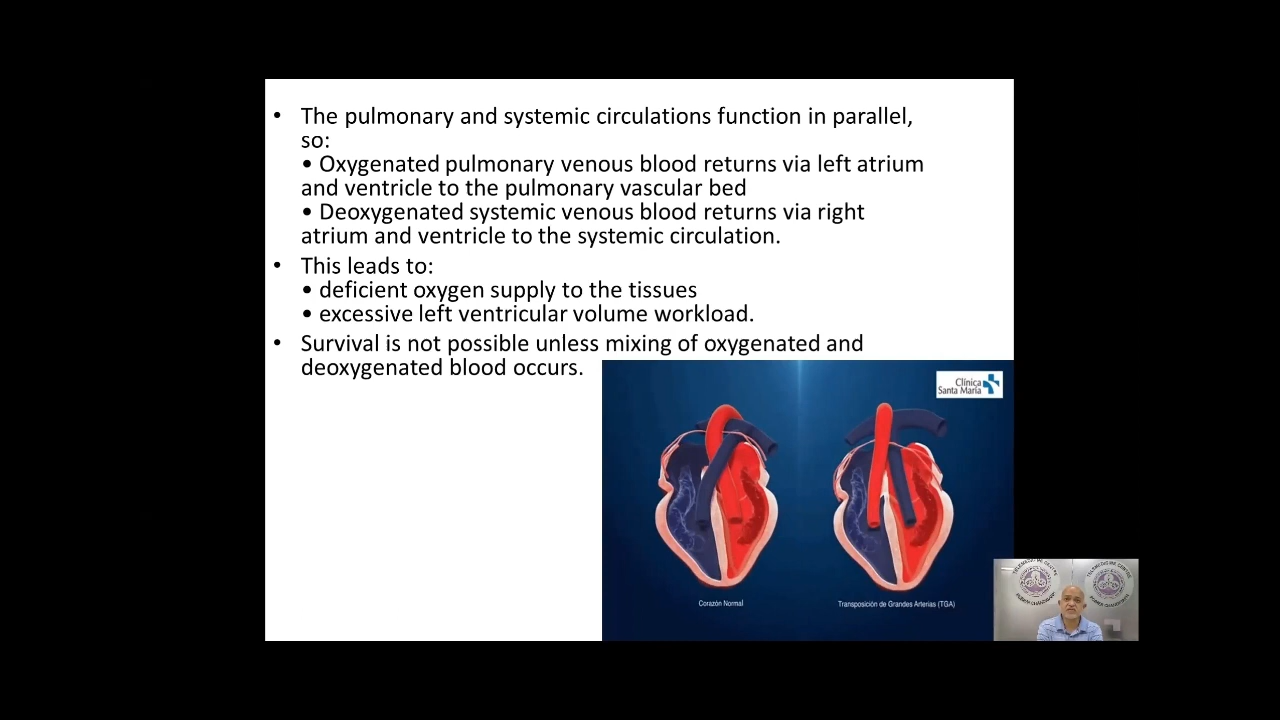 • The pulmonary and systemic circulations function in parallel,
so:
• Oxygenated pulmonary venous blood returns via left atrium
and ventricle to the pulmonary vascular bed
• Deoxygenated systemic venous blood returns via right
atrium and ventricle to the systemic circulation.
• This leads to:
• deficient oxygen supply to the tissues
• excessive left ventricular volume workload.
• Survival is not possible unless mixing of oxygenated and
deoxygenated blood occurs.
Clínica
Santa María
Corazón Normal
Transposición de Grandes Arterias (TGA)